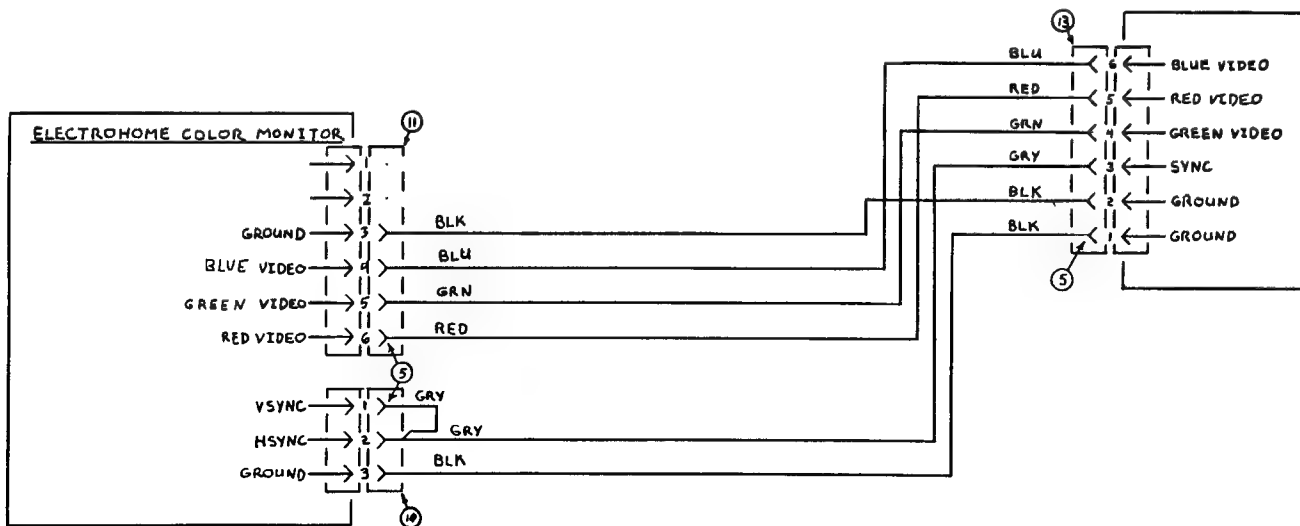 ELECTROHOME COLOR MONITOR
11
1
2
GROUND 3 BLK
BLUE VIDEO 4 BLU
GREEN VIDEO 5 GRN
RED VIDEO 6 RED
5
VSYNC 1 GRY
HSYNC 2 GRY
GROUND 3 BLK
13
BLU 6 BLUE VIDEO
RED 5 RED VIDEO
GRN 4 GREEN VIDEO
GRY 3 SYNC
BLK 2 GROUND
BLK 1 GROUND
5